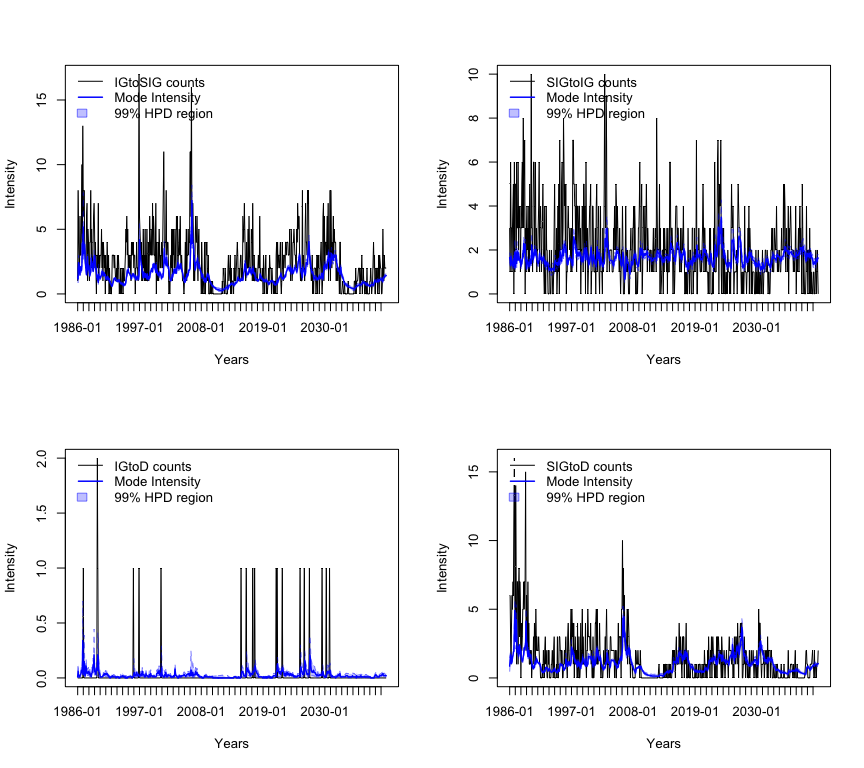 IGtoSIG counts
Mode Intensity
99% HPD region
Intensity
0
5
10
15
1986-01 1997-01 2008-01 2019-01 2030-01
Years
SIGtoIG counts
Mode Intensity
99% HPD region
Intensity
0
2
4
6
8
10
1986-01 1997-01 2008-01 2019-01 2030-01
Years
IGtoD counts
Mode Intensity
99% HPD region
Intensity
0.0
0.5
1.0
1.5
2.0
1986-01 1997-01 2008-01 2019-01 2030-01
Years
SIGtoD counts
Mode Intensity
99% HPD region
Intensity
0
5
10
15
1986-01 1997-01 2008-01 2019-01 2030-01
Years